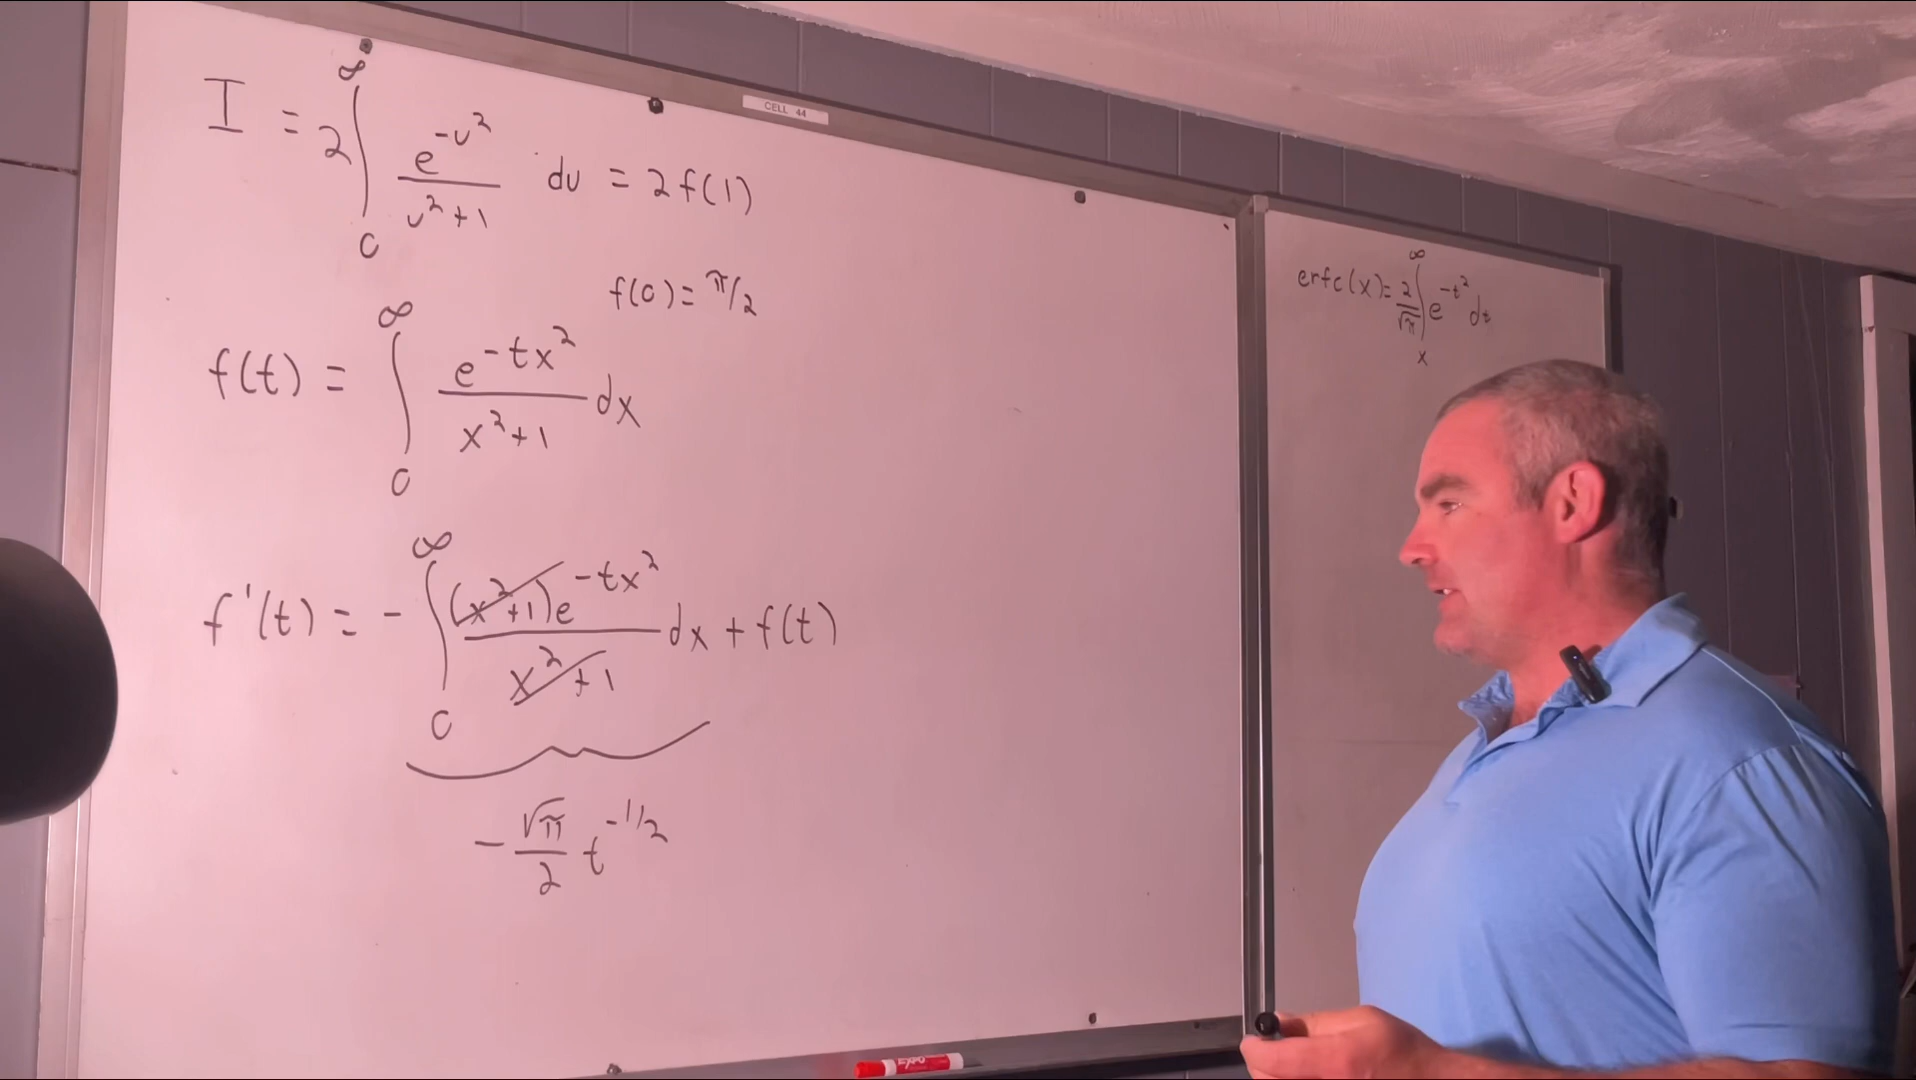 I = 2 ∫₀^∞ e^{-u²}/(u²+1) du = 2f(1)
f(0) = π/2
f(t) = ∫₀^∞ e^{-tx²}/(x²+1) dx
f'(t) = - ∫₀^∞ (x²+1)e^{-tx²}/(x²+1) dx + f(t)
- √π/2 t^{-1/2}
CELL 44
erfc(x) = 2/√π ∫ₓ^∞ e^{-t²} dt
EXPO